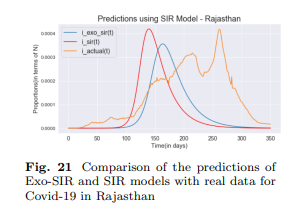 Predictions using SIR Model - Rajasthan
i_exo_sir(t)
i_sir(t)
i_actual(t)
Proportions(in terms of N)
0.0004
0.0003
0.0002
0.0001
0.0000
0 50 100 150 200 250 300 350
Time(in days)
Fig. 21 Comparison of the predictions of
Exo-SIR and SIR models with real data for
Covid-19 in Rajasthan